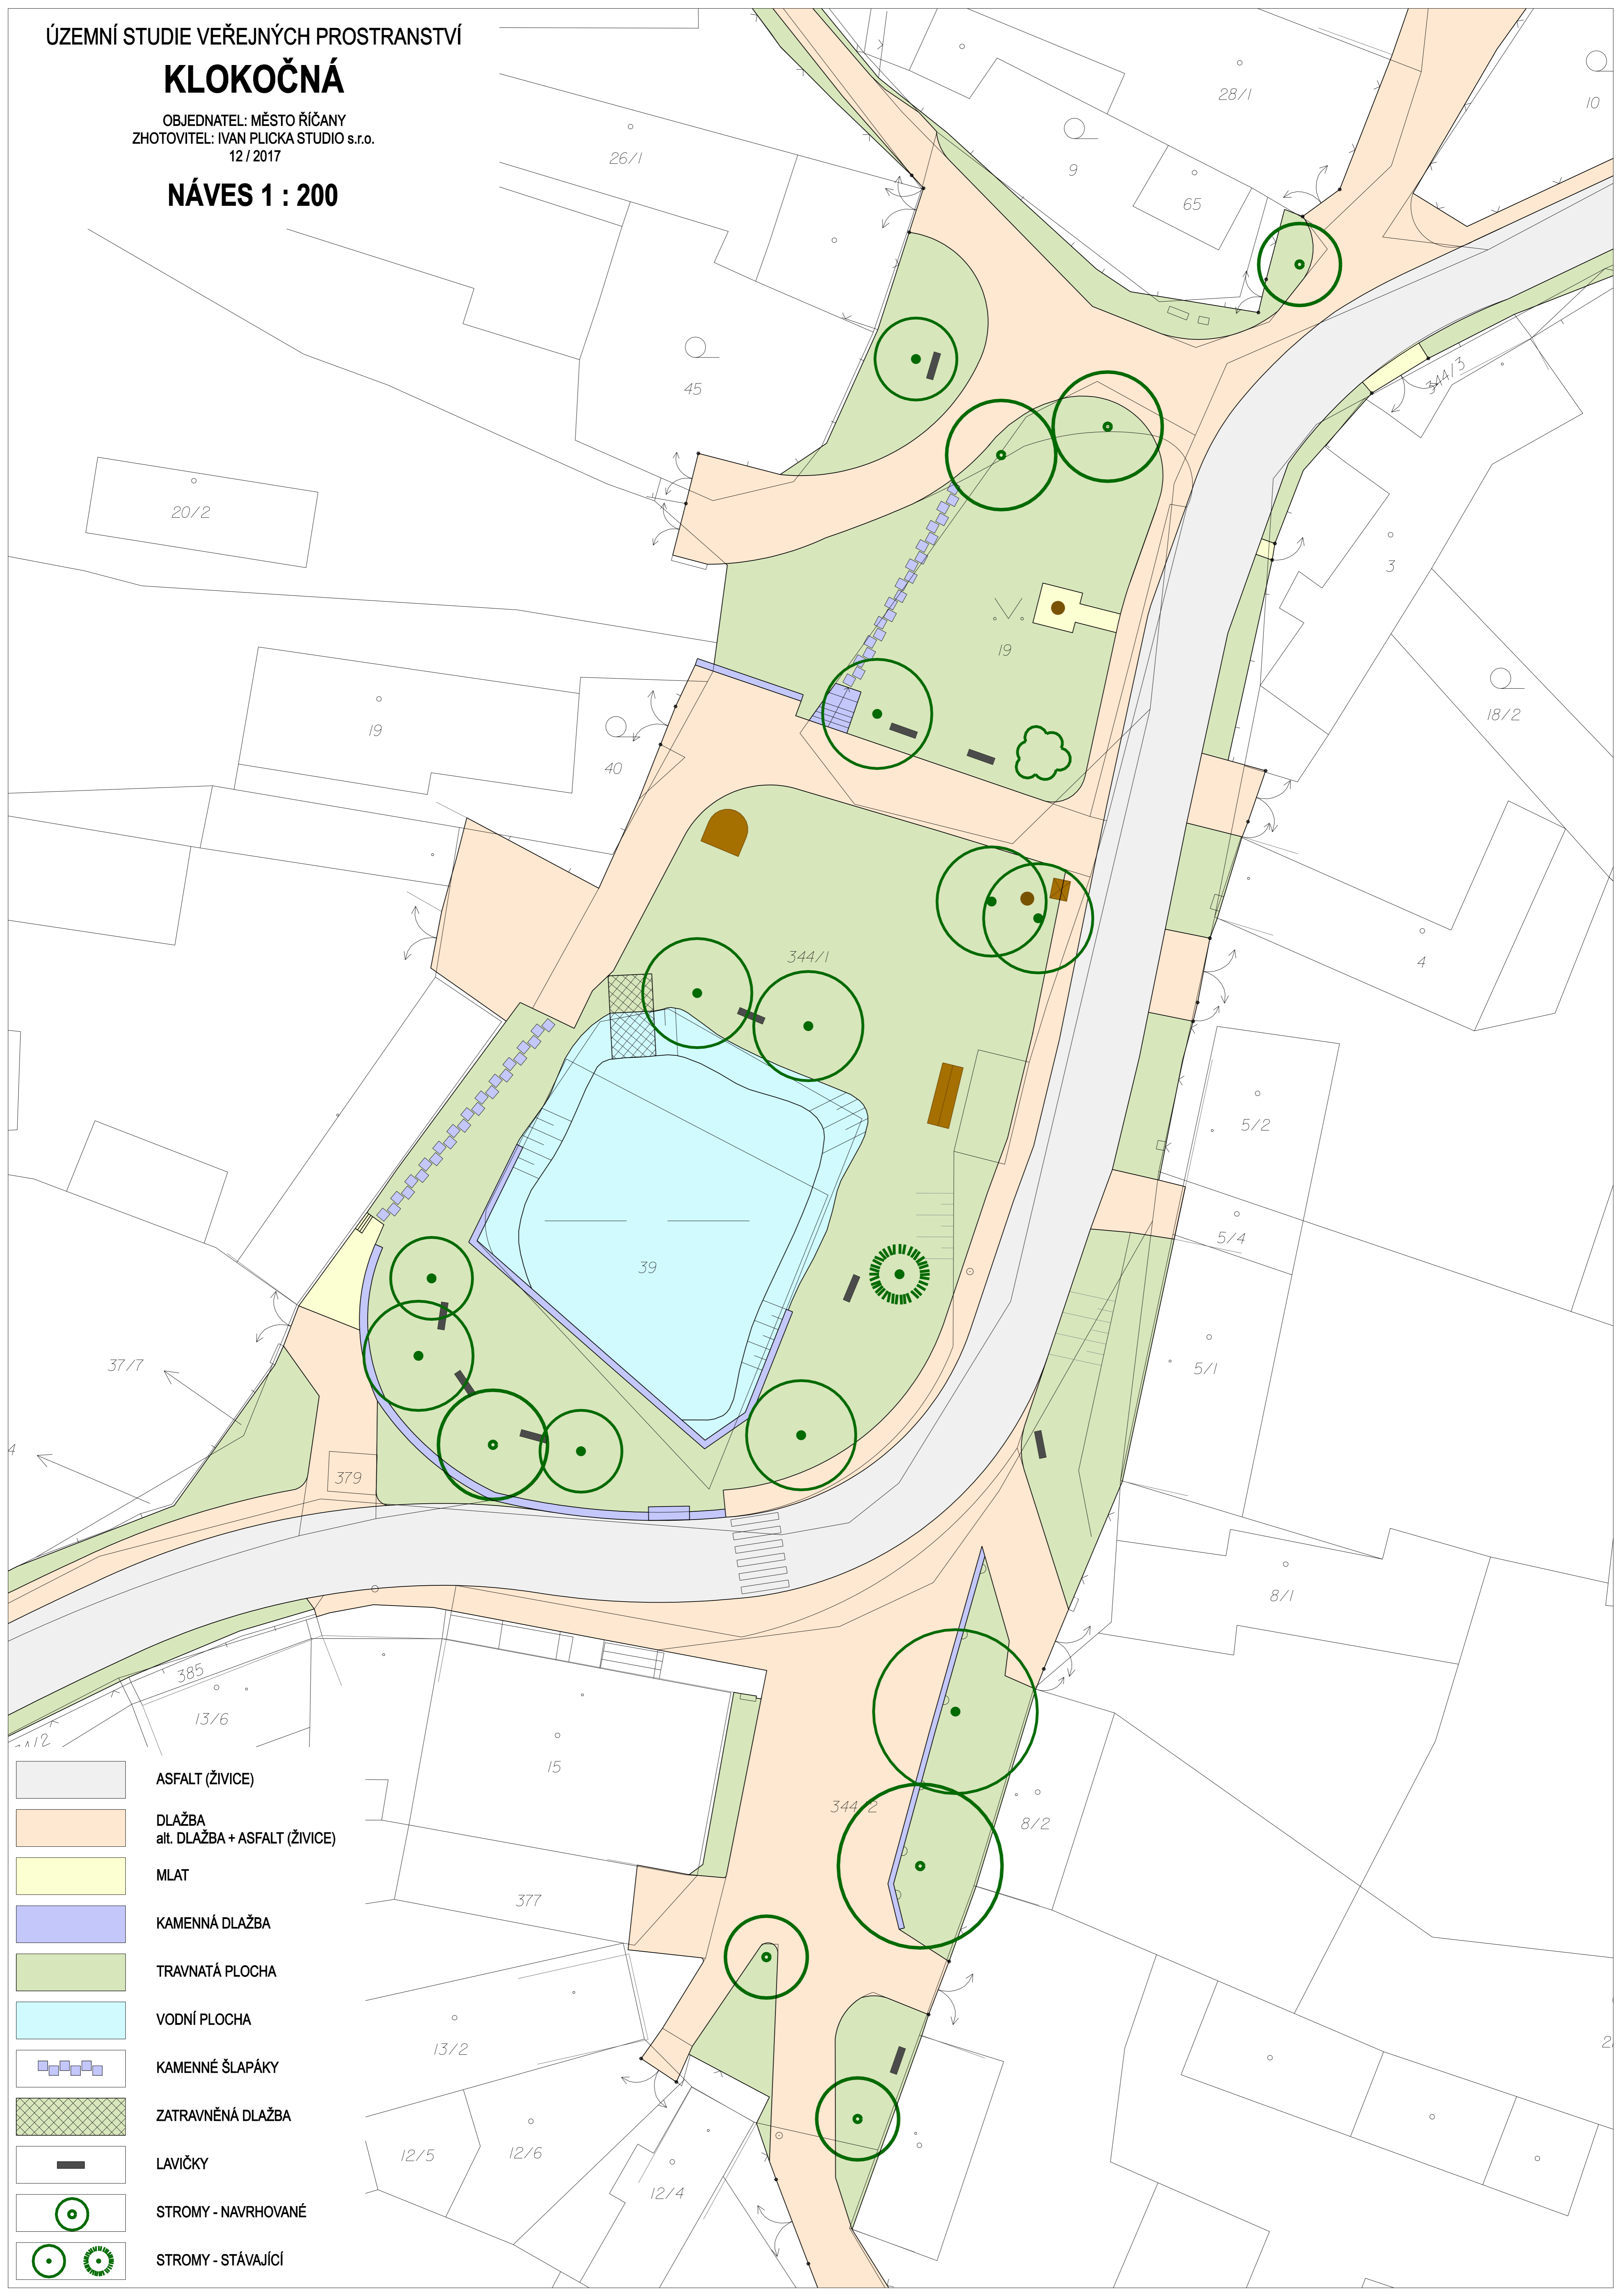 ÚZEMNÍ STUDIE VEŘEJNÝCH PROSTRANSTVÍ
KLOKOČNÁ
OBJEDNATEL: MĚSTO ŘÍČANY
ZHOTOVITEL: IVAN PLICKA STUDIO s.r.o.
12 / 2017
NÁVES 1 : 200
28/1
10
26/1
9
65
45
344/3
20/2
3
19
18/2
19
40
344/1
4
5/2
5/4
39
37/7
5/1
4
379
8/1
385
13/6
15
344/2
8/2
377
13/2
12/5
12/6
12/4
ASFALT (ŽIVICE)
DLAŽBA
alt. DLAŽBA + ASFALT (ŽIVICE)
MLAT
KAMENNÁ DLAŽBA
TRAVNATÁ PLOCHA
VODNÍ PLOCHA
KAMENNÉ ŠLAPÁKY
ZATRAVNĚNÁ DLAŽBA
LAVIČKY
STROMY - NAVRHOVANÉ
STROMY - STÁVAJÍCÍ